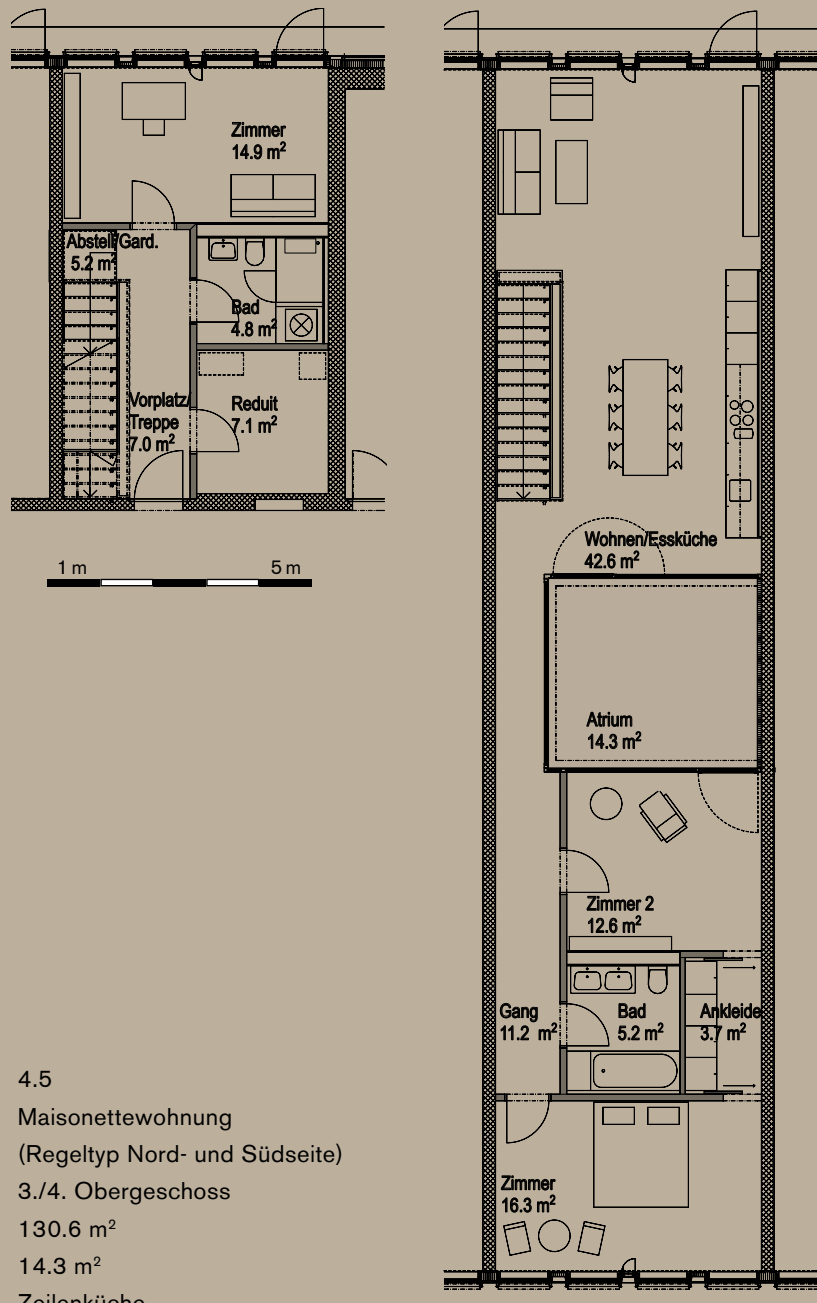 Zimmer
14.9 m²
Abstell/Gard.
5.2 m²
Bad
4.8 m²
Vorplatz/
Treppe
7.0 m²
Reduit
7.1 m²
1 m 5 m
Wohnen/Essküche
42.6 m²
Atrium
14.3 m²
Zimmer 2
12.6 m²
Gang
11.2 m²
Bad
5.2 m²
Ankleide
3.7 m²
Zimmer
16.3 m²
4.5
Maisonettewohnung
(Regeltyp Nord- und Südseite)
3./4. Obergeschoss
130.6 m²
14.3 m²
Zeilenküche